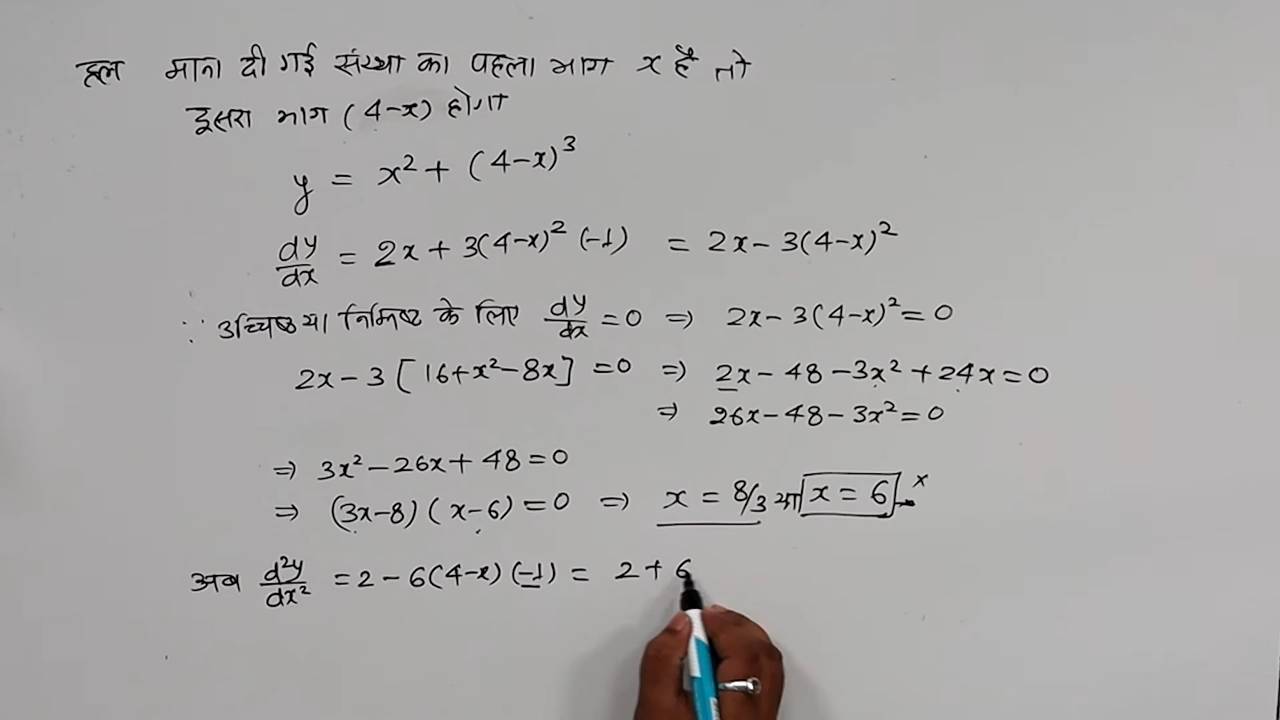 हल माना दी गई संख्या का पहला भाग x है तो
दूसरा भाग (4-x) होगा
y = x² + (4-x)³
dy/dx = 2x + 3(4-x)² (-1) = 2x - 3(4-x)²
∵ उच्चिष्ठ या निम्निष्ट के लिए dy/dx = 0 ⇒ 2x - 3(4-x)² = 0
2x - 3 [16+x²-8x] = 0 ⇒ 2x - 48 - 3x² + 24x = 0
⇒ 26x - 48 - 3x² = 0
⇒ 3x² - 26x + 48 = 0
⇒ (3x-8) (x-6) = 0 ⇒ x = 8/3 या x = 6 x
अब d²y/dx² = 2 - 6(4-x) (-1) = 2 + 6